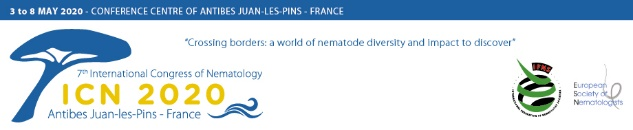 3 to 8 MAY 2020 - CONFERENCE CENTRE OF ANTIBES JUAN-LES-PINS - FRANCE
"Crossing borders: a world of nematode diversity and impact to discover"
7th International Congress of Nematology
ICN 2020
Antibes Juan-les-Pins - France
IFNS
European
Society of
Nematologists